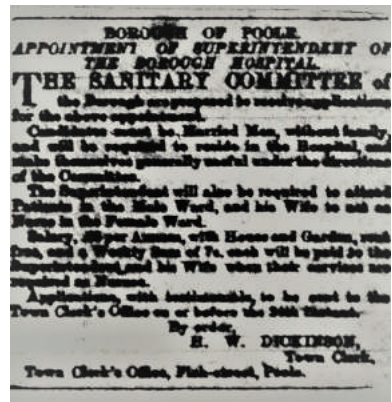 BOROUGH OF POOLE.
APPOINTMENT OF SUPERINTENDENT OF
THE BOROUGH HOSPITAL.
THE SANITARY COMMITTEE of
the Borough are prepared to receive applications
for the above appointment.
Candidates must be Married Men, without family,
and will be required to reside in the Hospital, and
make themselves generally useful under the direction
of the Committee.
The Superintendent will also be required to attend
Patients in the Male Ward, and his Wife to act as
Nurse in the Female Ward.
Salary, per Annum, with House and Garden, rent
free, and a Weekly Sum of 7s. each will be paid to the
Superintendent and his Wife when their services are
required as Nurses.
Applications, with testimonials, to be sent to the
Town Clerk's Office on or before the Instant.
By order,
H. W. DICKINSON,
Town Clerk.
Town Clerk's Office, Fish-street, Poole.